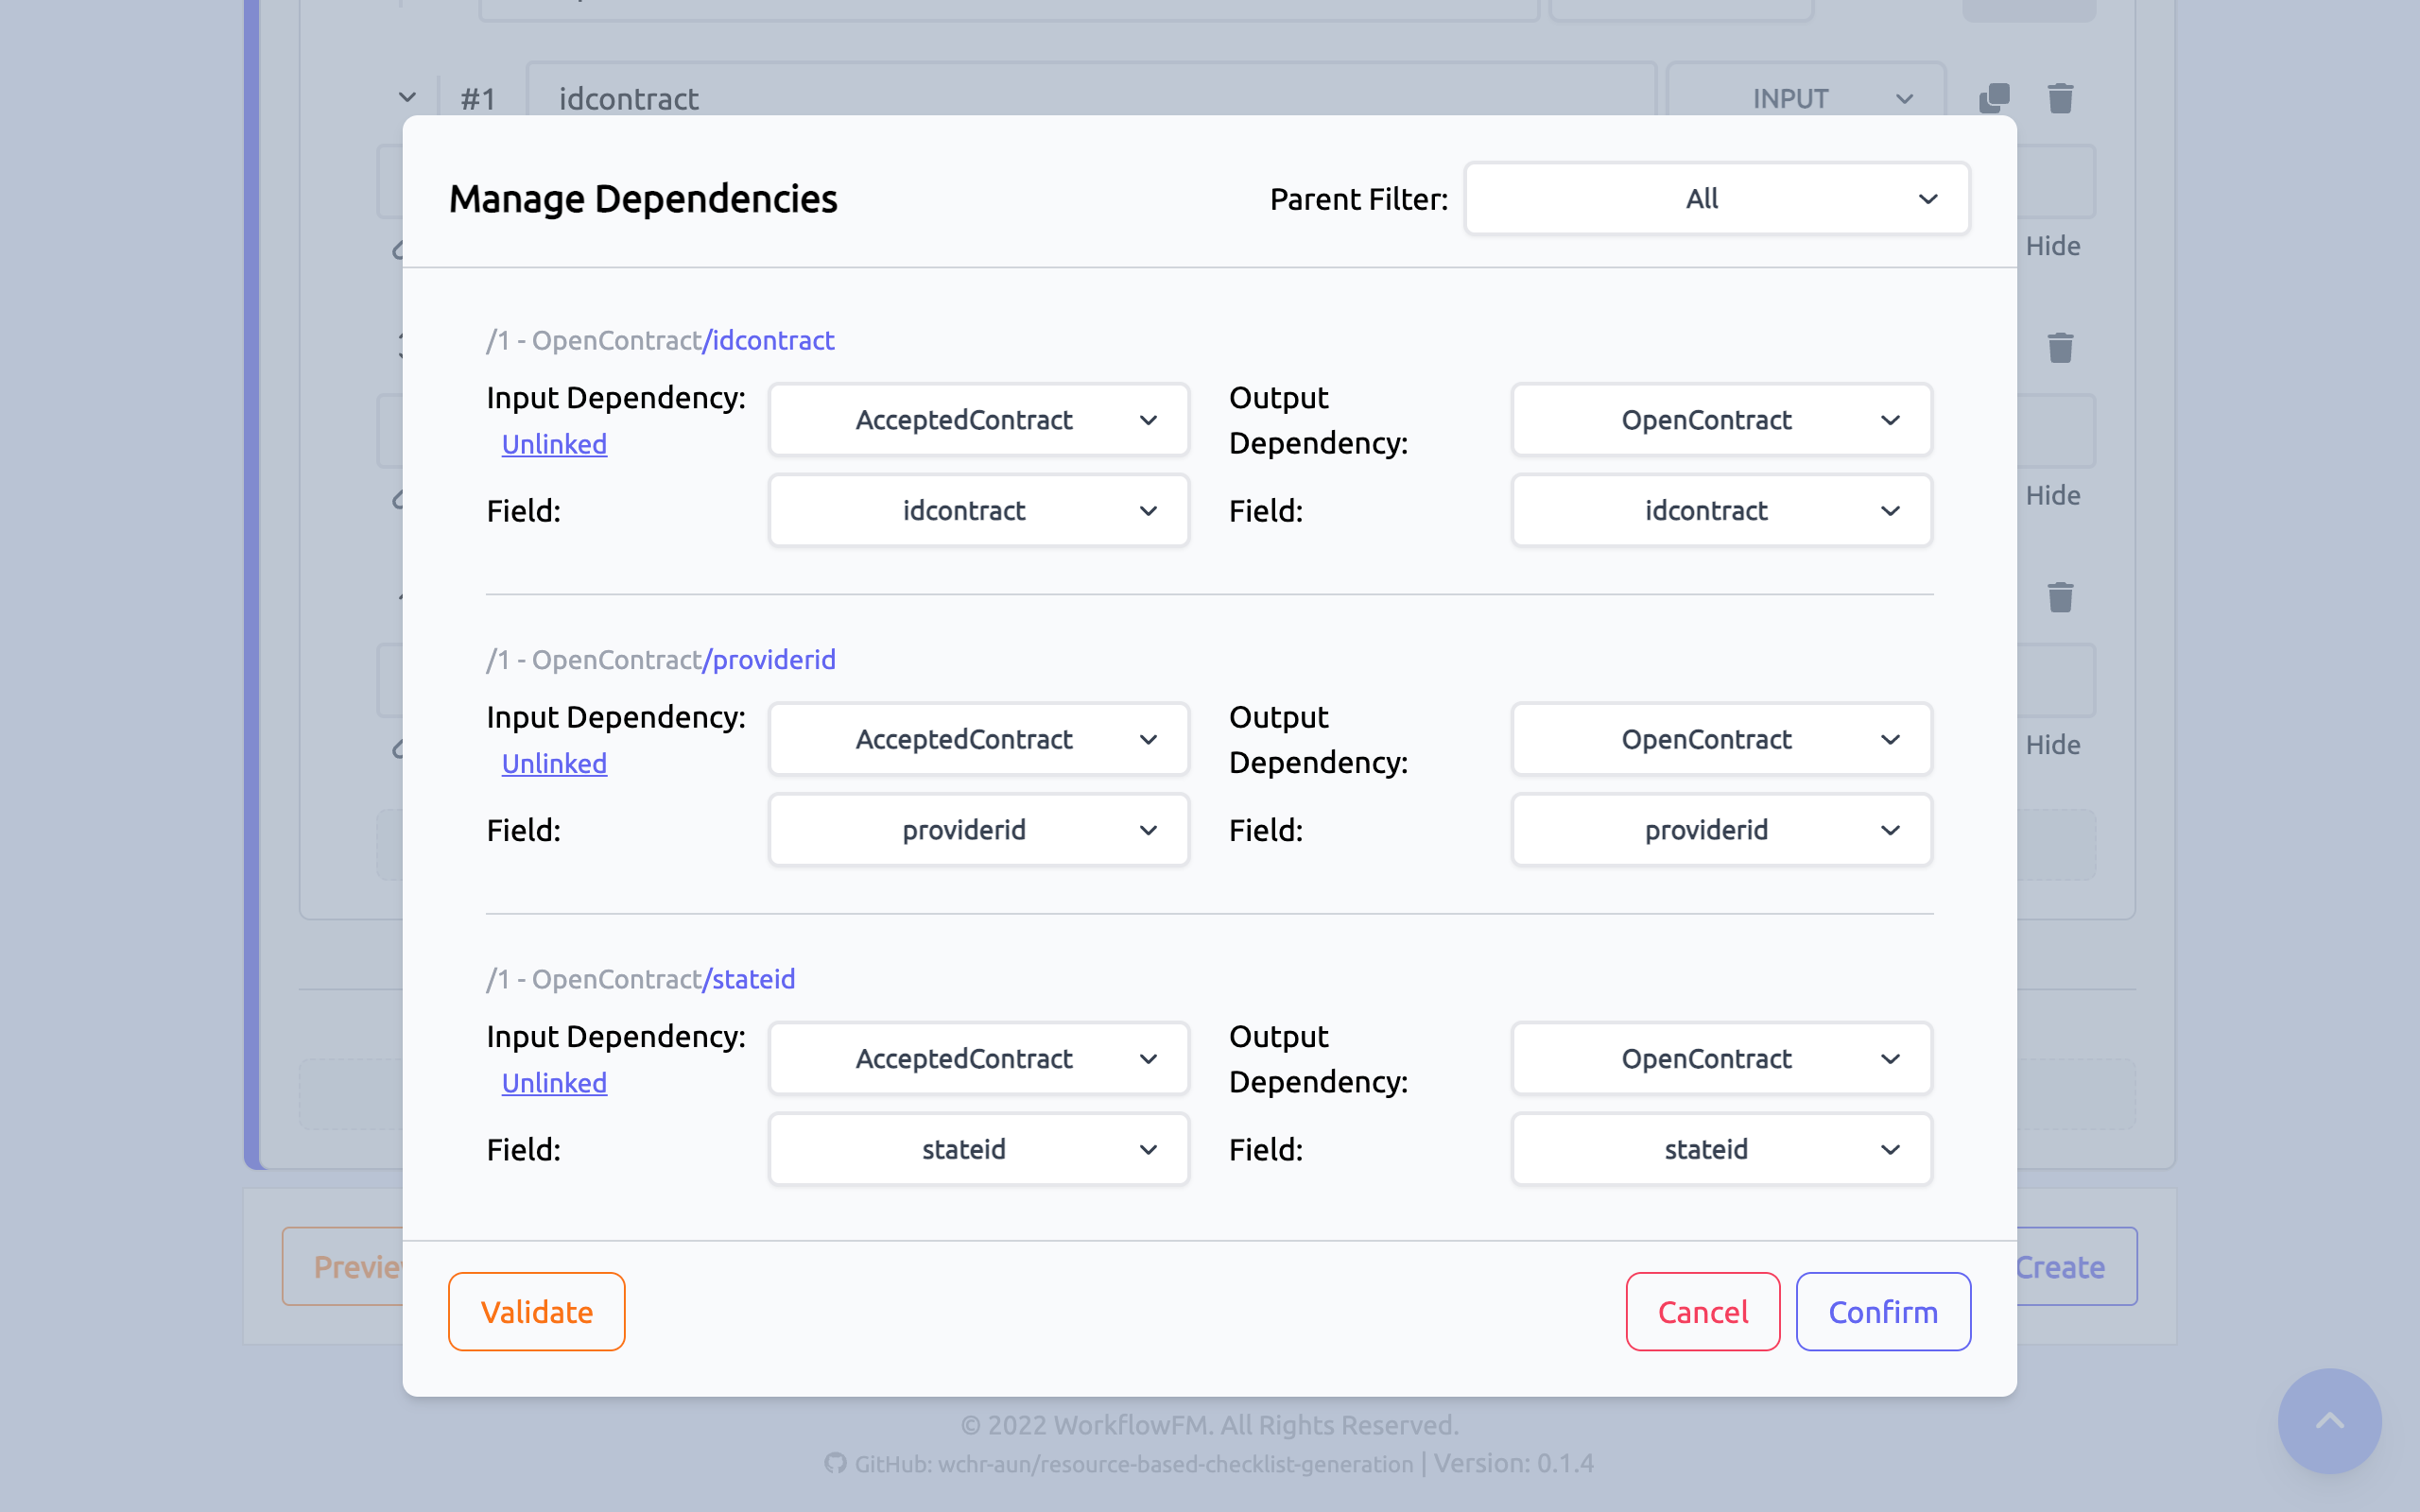 #1 idcontract INPUT
Manage Dependencies Parent Filter: All
Hide
/1 - OpenContract/idcontract
Input Dependency: AcceptedContract Output Dependency: OpenContract
Unlinked
Field: idcontract Field: idcontract
Hide
/1 - OpenContract/providerid
Input Dependency: AcceptedContract Output Dependency: OpenContract
Unlinked
Hide
Field: providerid Field: providerid
/1 - OpenContract/stateid
Input Dependency: AcceptedContract Output Dependency: OpenContract
Unlinked
Field: stateid Field: stateid
Create
Validate Cancel Confirm
© 2022 WorkflowFM. All Rights Reserved.
GitHub: wchr-aun/resource-based-checklist-generation | Version: 0.1.4